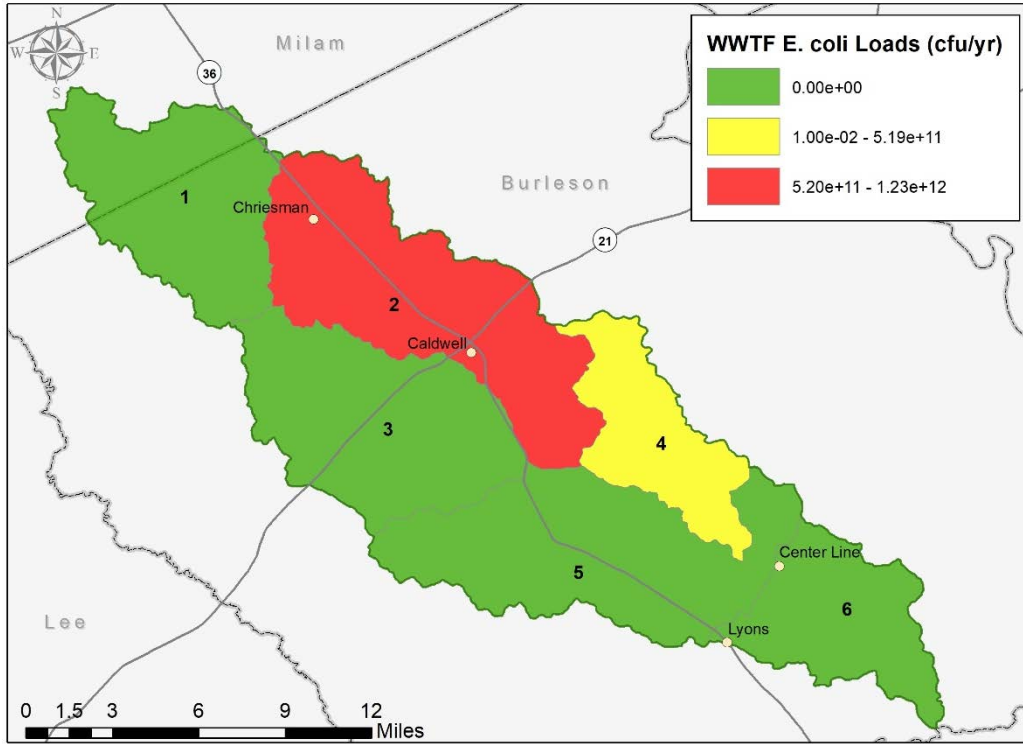 N
W E
S
Milam
36
WWTF E. coli Loads (cfu/yr)
0.00e+00
1.00e-02 - 5.19e+11
5.20e+11 - 1.23e+12
Burleson
1
Chriesman
21
2
Caldwell
3
4
Center Line
5
6
Lee
Lyons
0 1.5 3 6 9 12
Miles